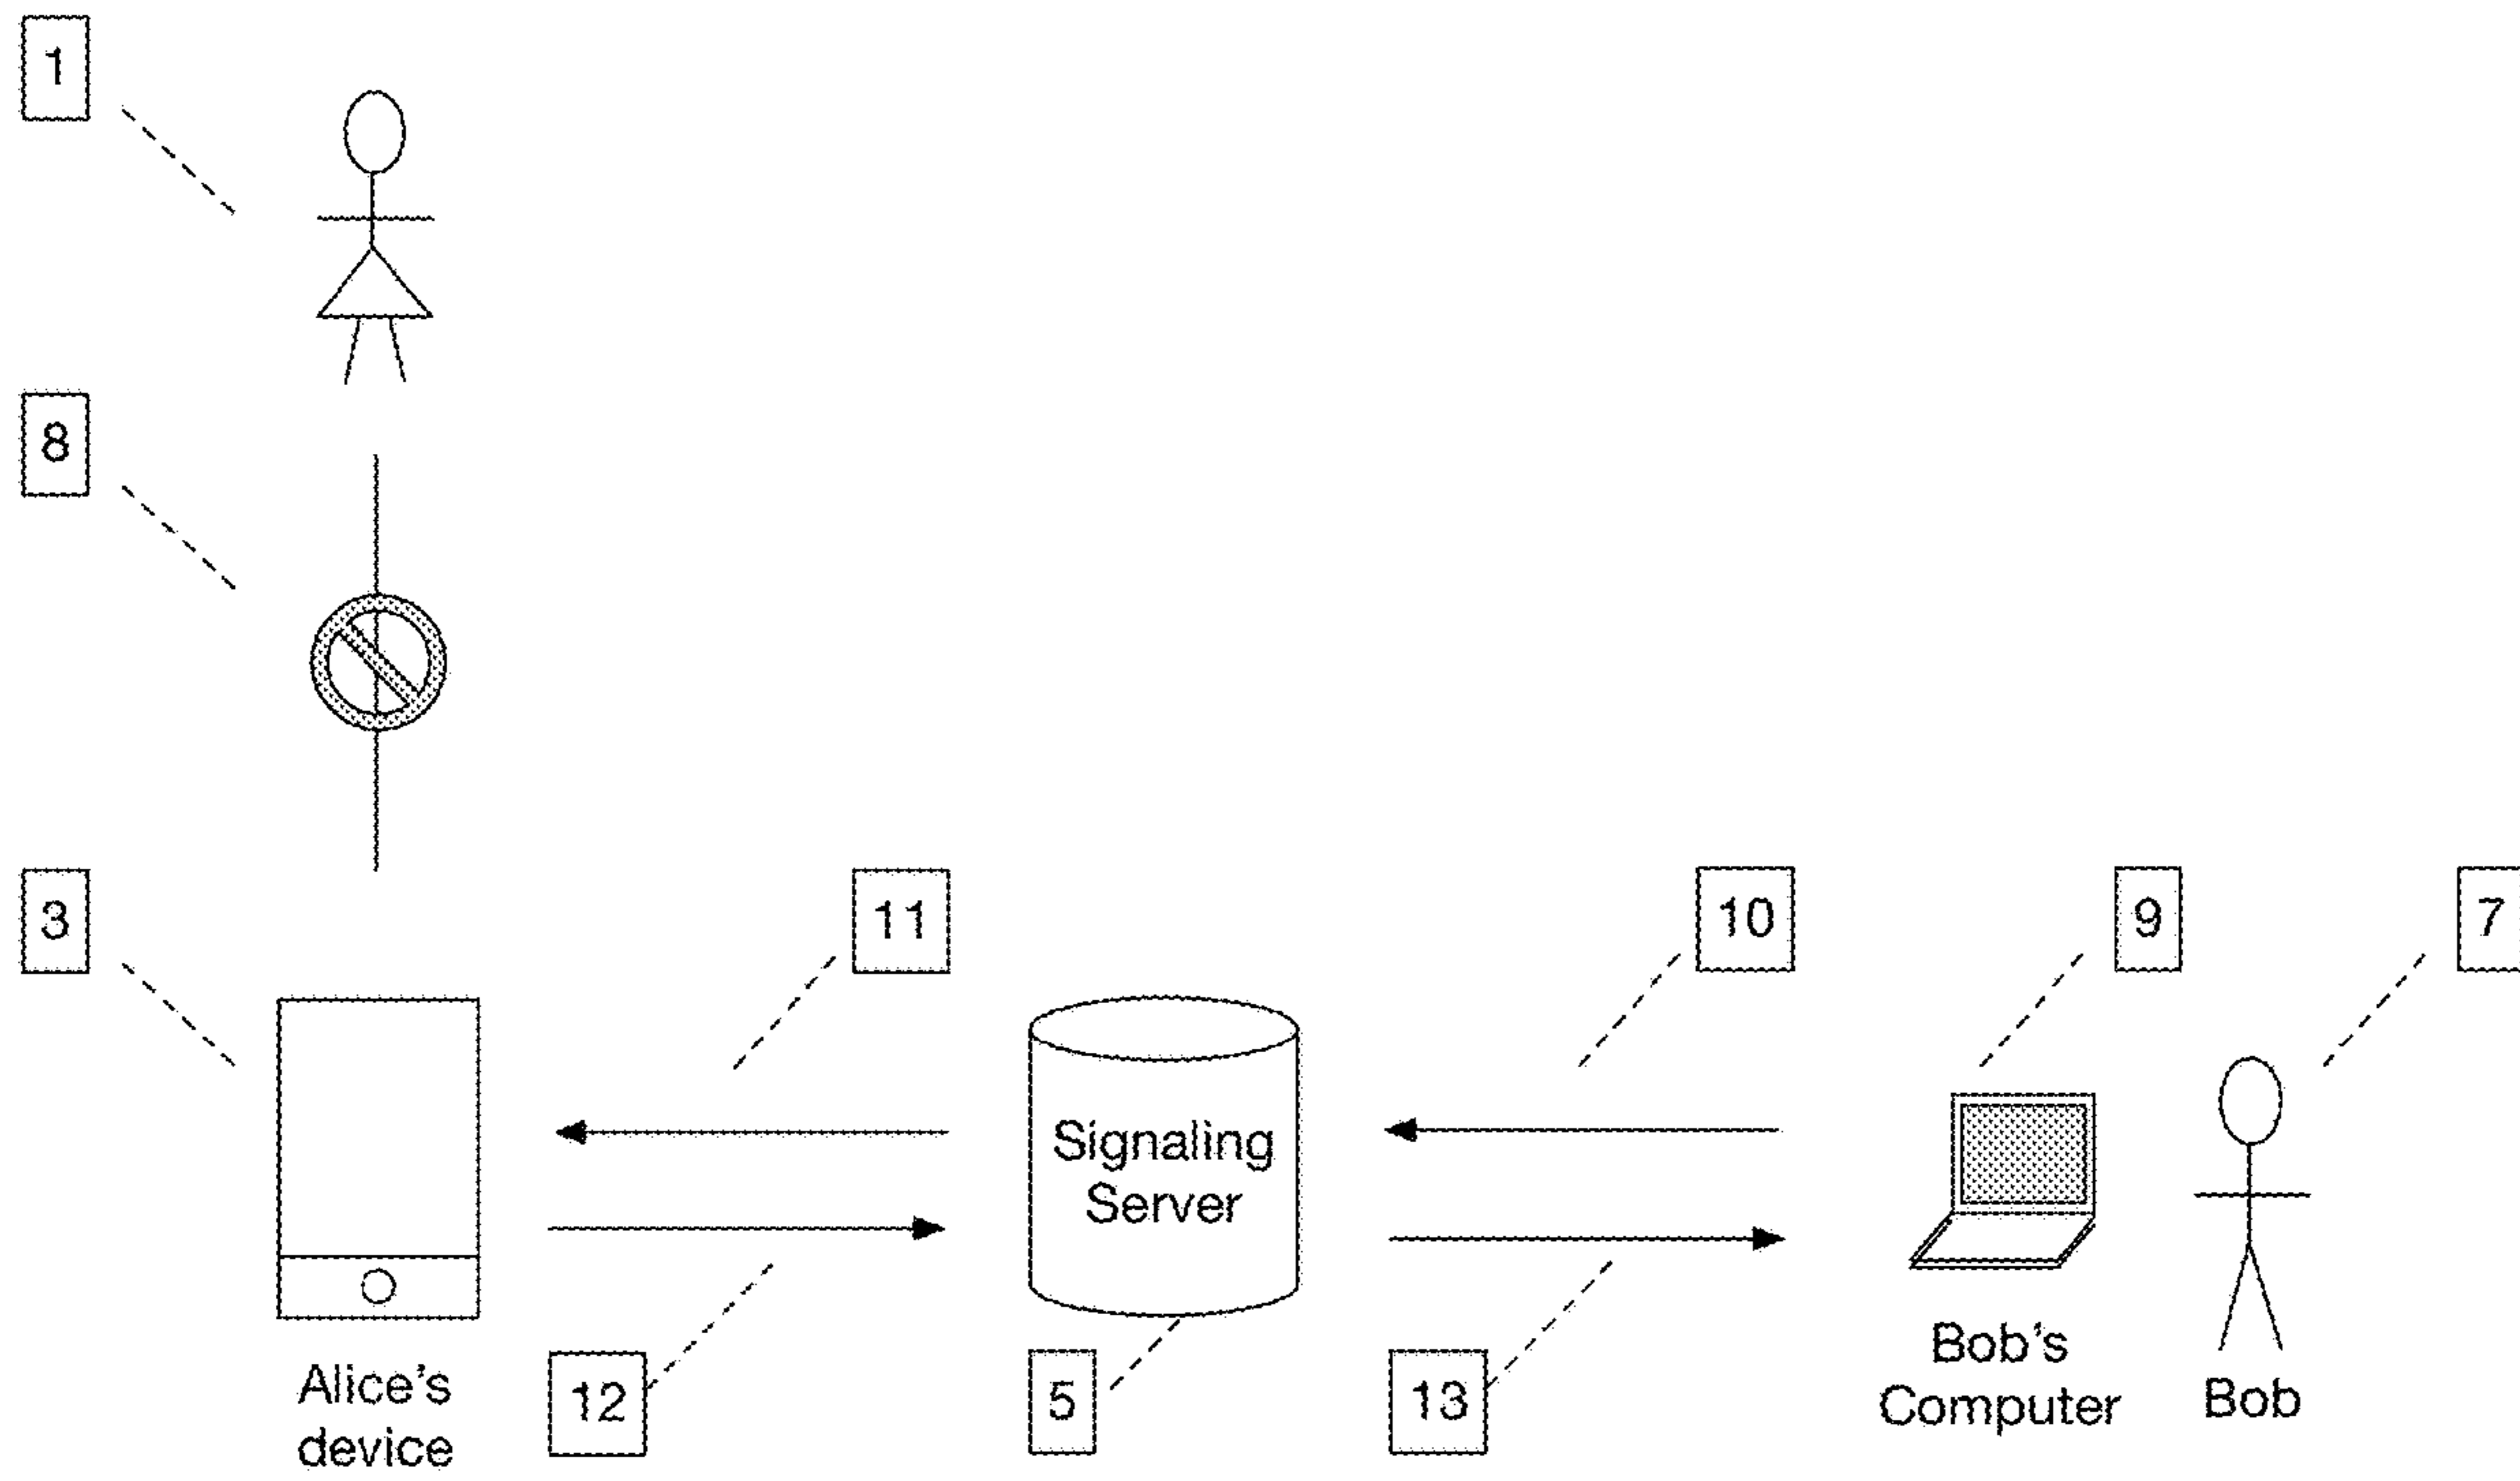 1
8
3
11
10
9
7
Signaling
Server
12
5
13
Alice's
device
Bob's
Computer
Bob